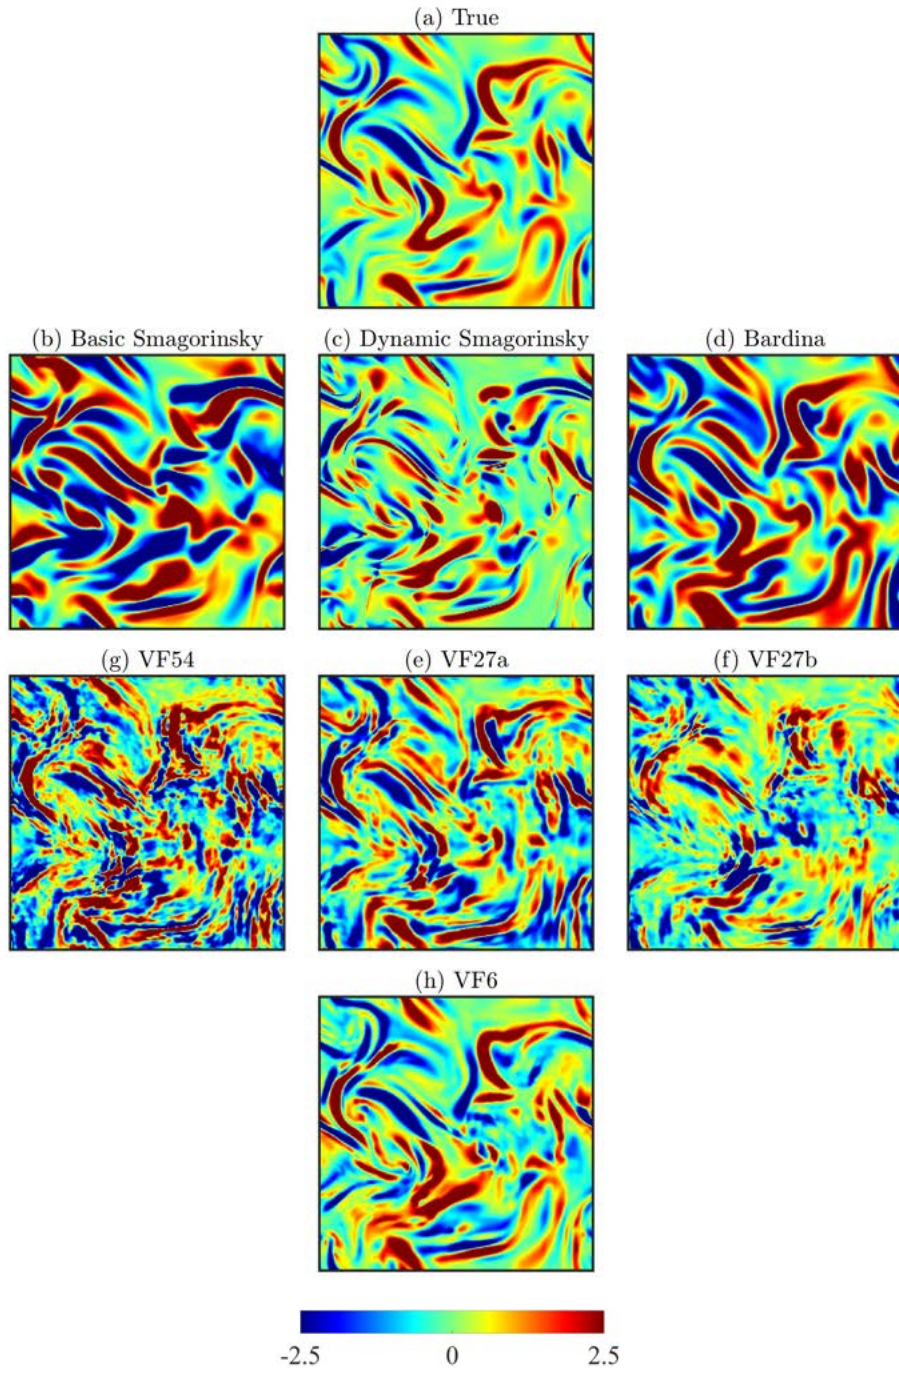 (a) True
(b) Basic Smagorinsky
(c) Dynamic Smagorinsky
(d) Bardina
(g) VF54
(e) VF27a
(f) VF27b
(h) VF6
-2.5 0 2.5